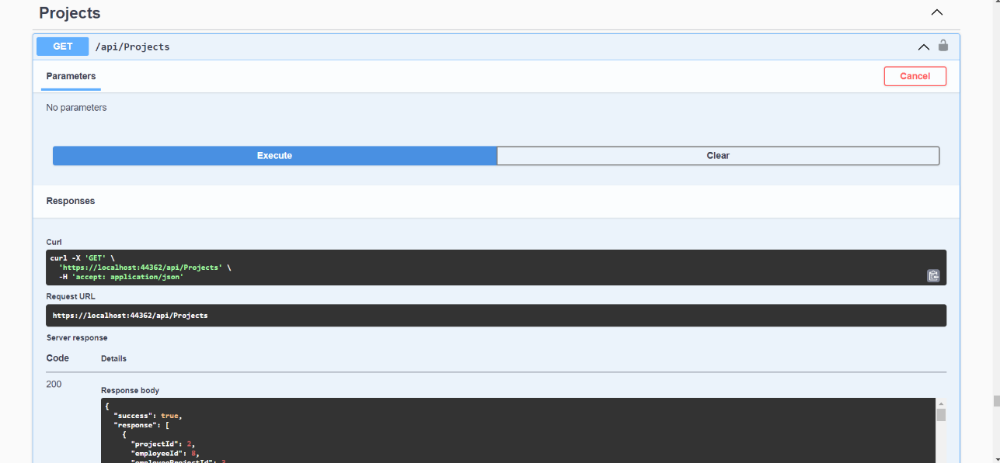 Projects
GET /api/Projects
Parameters
Cancel
No parameters
Execute
Clear
Responses
Curl
curl -X 'GET' \
'https://localhost:44362/api/Projects' \
-H 'accept: application/json'
Request URL
https://localhost:44362/api/Projects
Server response
Code Details
200
Response body
{
"success": true,
"response": [
{
"projectId": 2,
"employeeId": 8,
"employeeProjectId":